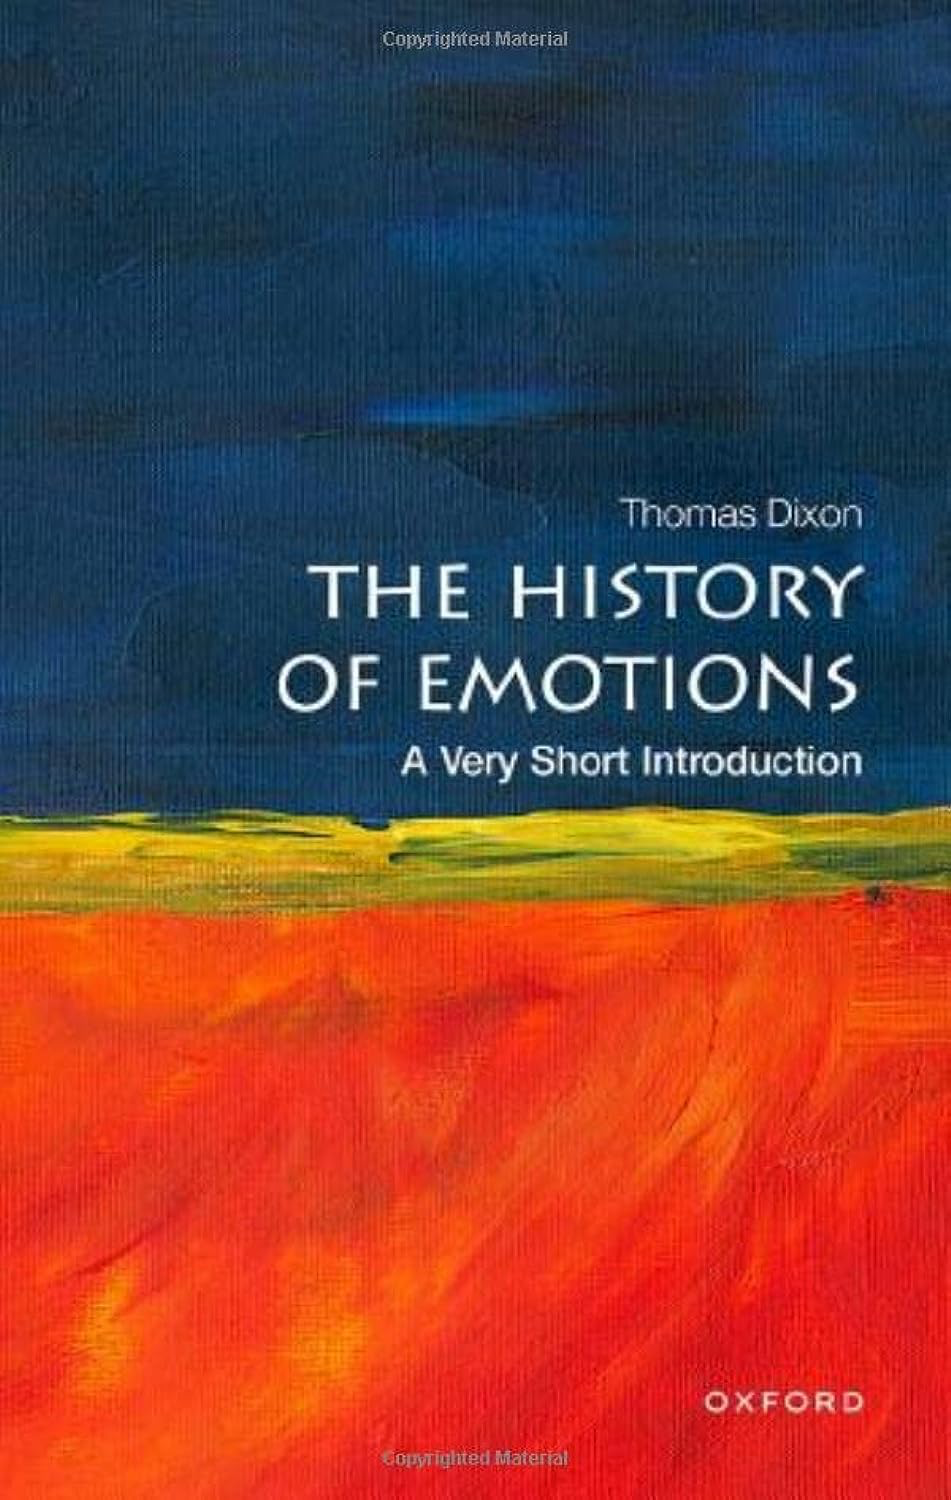 Copyrighted Material
Thomas Dixon
THE HISTORY
OF EMOTIONS
A Very Short Introduction
OXFORD
Copyrighted Material